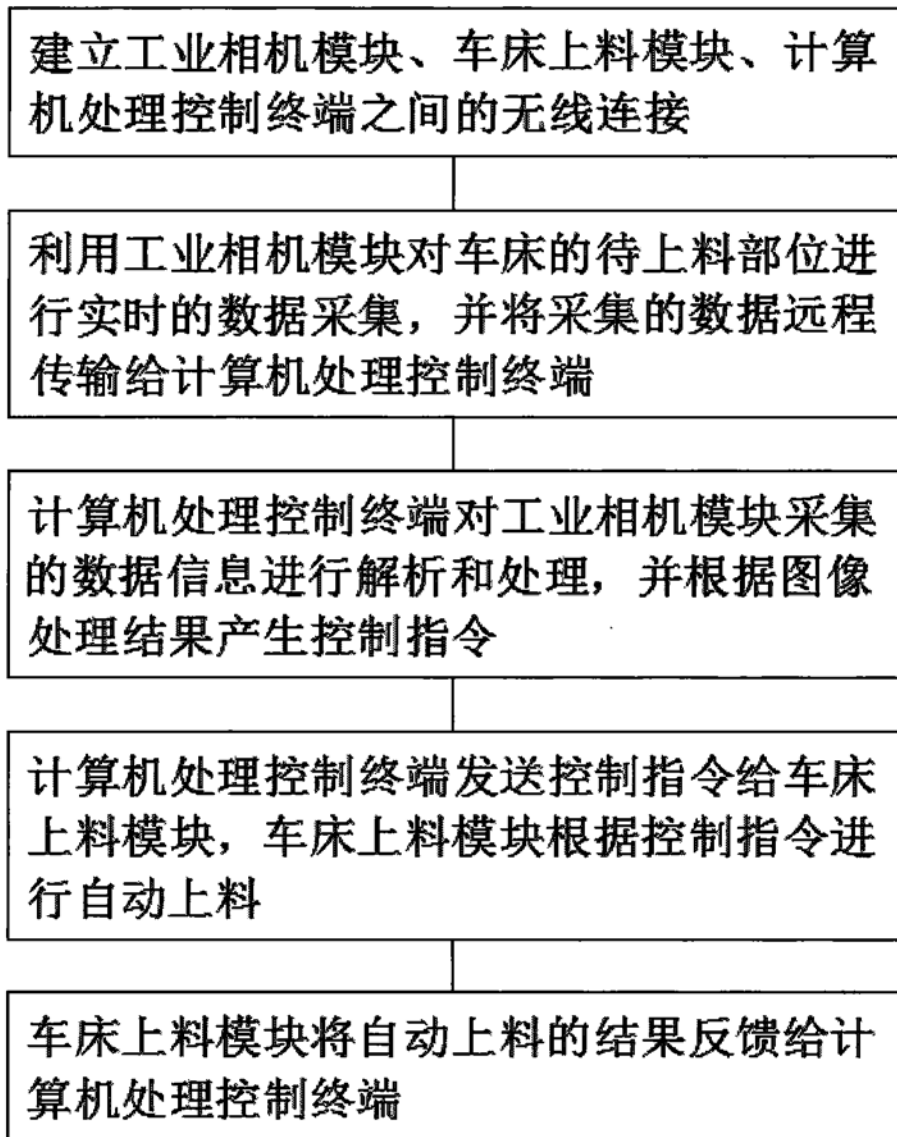 建立工业相机模块、车床上料模块、计算
机处理控制终端之间的无线连接
利用工业相机模块对车床的待上料部位进
行实时的数据采集，并将采集的数据远程
传输给计算机处理控制终端
计算机处理控制终端对工业相机模块采集
的数据信息进行解析和处理，并根据图像
处理结果产生控制指令
计算机处理控制终端发送控制指令给车床
上料模块，车床上料模块根据控制指令进
行自动上料
车床上料模块将自动上料的结果反馈给计
算机处理控制终端